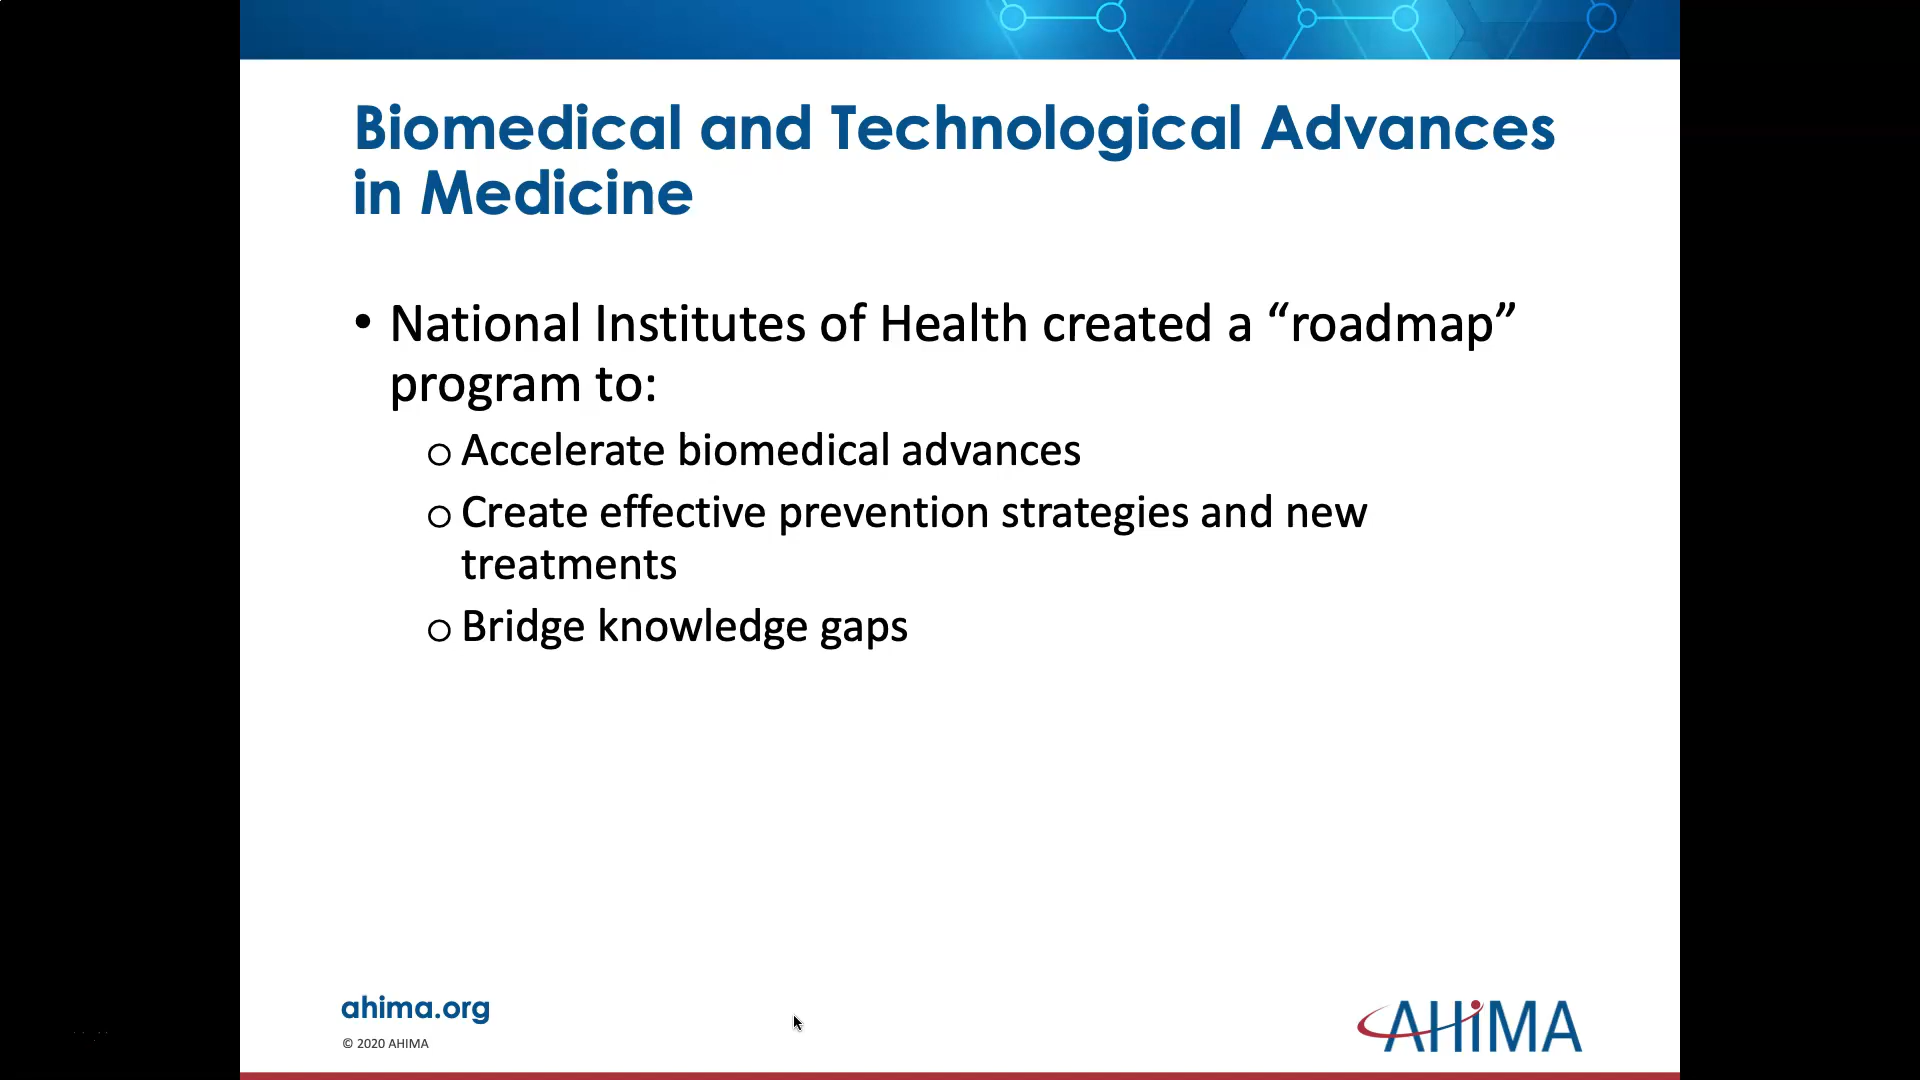 Biomedical and Technological Advances
in Medicine
• National Institutes of Health created a “roadmap”
program to:
o Accelerate biomedical advances
o Create effective prevention strategies and new
treatments
o Bridge knowledge gaps
ahima.org
© 2020 AHIMA
AHiMA